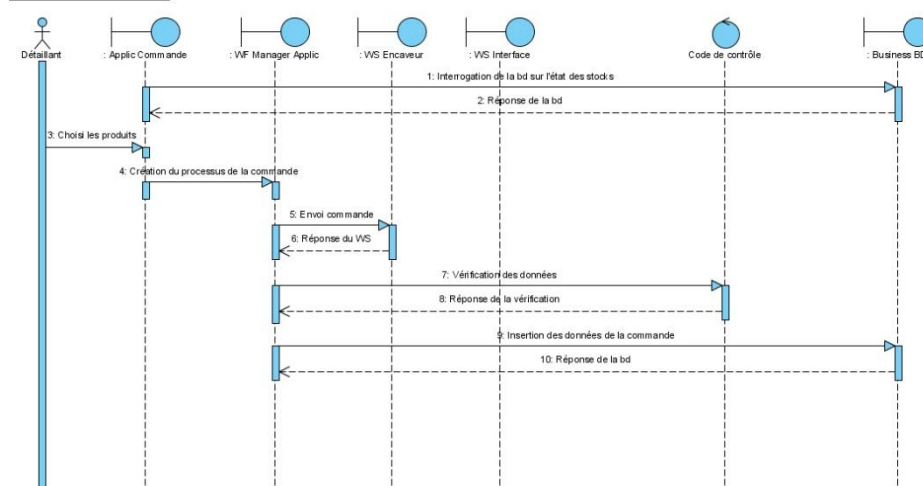 Détaillant
: Applic Commande
: WF Manager Applic
: WS Encaveur
: WS Interface
Code de contrôle
: Business BD
1: Interrogation de la bd sur l'état des stocks
2: Réponse de la bd
3: Choisi les produits
4: Création du processus de la commande
5: Envoi commande
6: Réponse du WS
7: Vérification des données
8: Réponse de la vérification
9: Insertion des données de la commande
10: Réponse de la bd